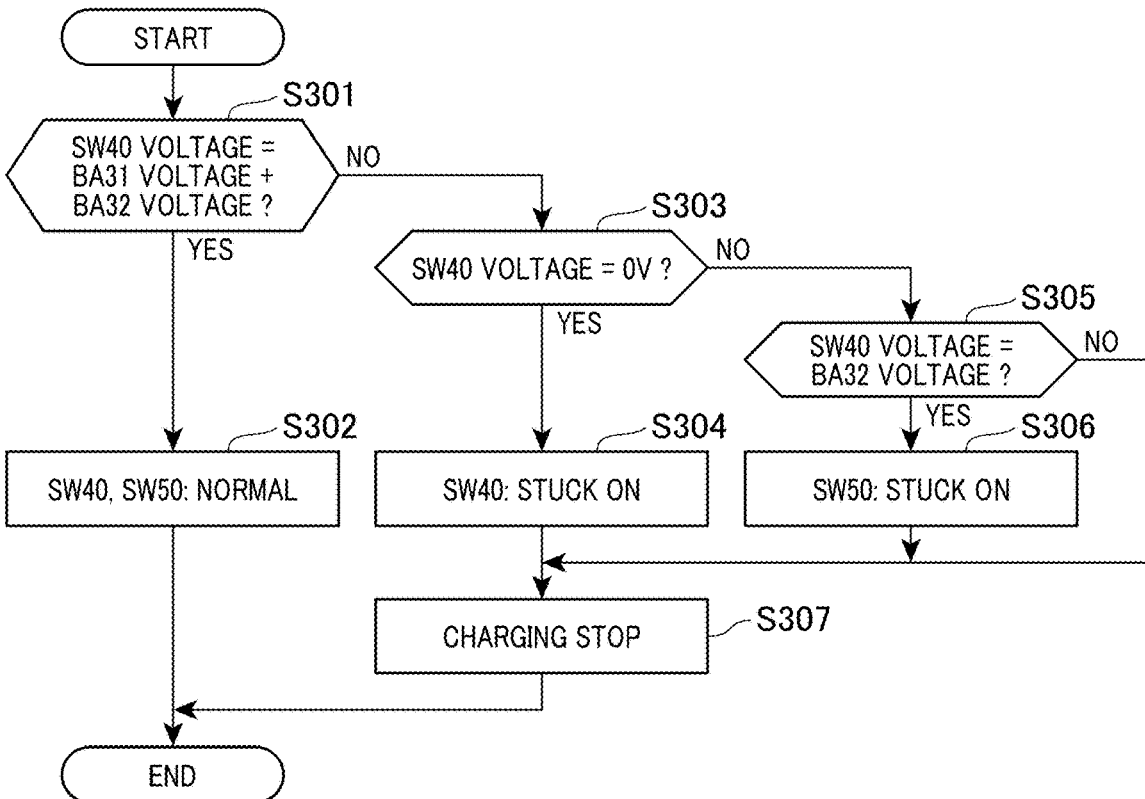 START
S301
SW40 VOLTAGE =
BA31 VOLTAGE +
BA32 VOLTAGE ?
NO
YES
S303
SW40 VOLTAGE = 0V ?
NO
YES
S305
SW40 VOLTAGE =
BA32 VOLTAGE ?
NO
YES
S302
SW40, SW50: NORMAL
S304
SW40: STUCK ON
S306
SW50: STUCK ON
CHARGING STOP
S307
END